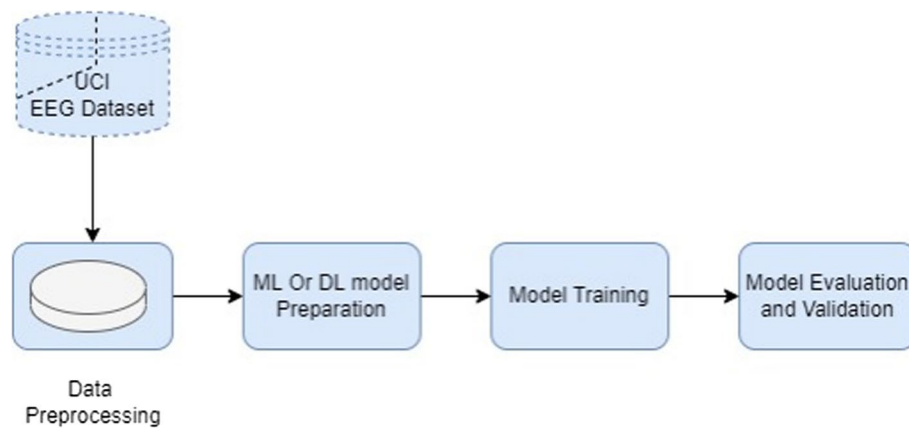 UCI
EEG Dataset
Data
Preprocessing
ML Or DL model
Preparation
Model Training
Model Evaluation
and Validation